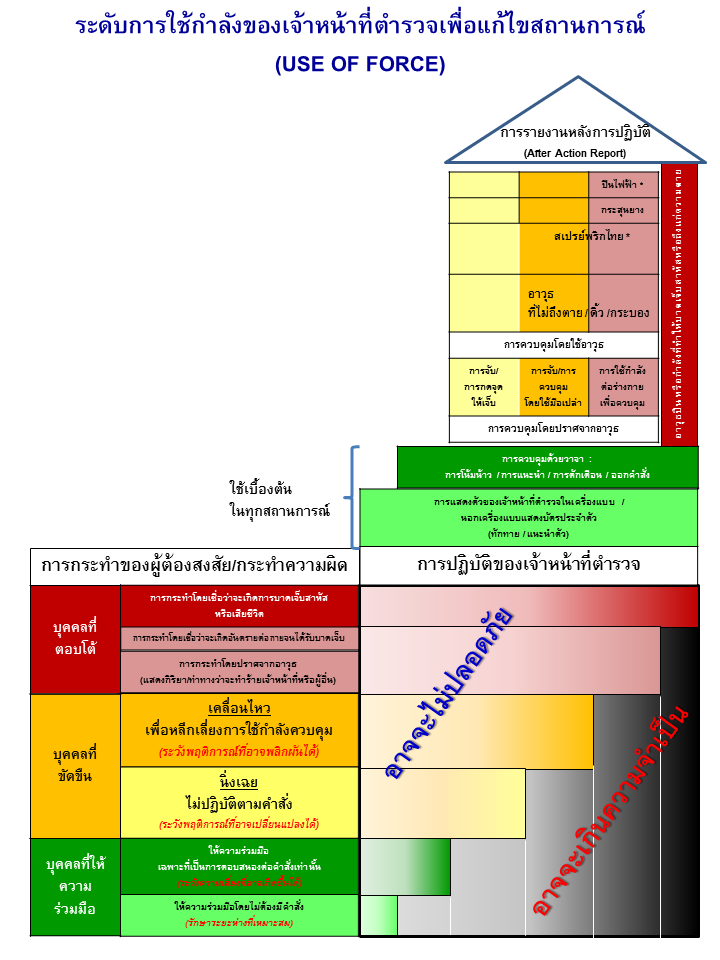 ระดับการใช้กำลังของเจ้าหน้าที่ตำรวจเพื่อแก้ไขสถานการณ์
(USE OF FORCE)
การรายงานหลังการปฏิบัติ
(After Action Report)
ปืนไฟฟ้า *
กระสุนยาง
สเปรย์พริกไทย *
อาวุธ
ที่ไม่ถึงตาย / ดิ้ว /กระบอง
การควบคุมโดยใช้อาวุธ
การจับ/
การกดจุด
ให้เจ็บ
การจับ/การ
ควบคุม
โดยใช้มือเปล่า
การใช้กำลัง
ต่อร่างกาย
เพื่อควบคุม
การควบคุมโดยปราศจากอาวุธ
อาวุธปืนหรือกำลังที่ทำให้บาดเจ็บสาหัสหรือถึงแก่ความตาย
การควบคุมด้วยวาจา :
การโน้มน้าว / การแนะนำ / การตักเตือน / ออกคำสั่ง
ใช้เบื้องต้น
ในทุกสถานการณ์
การแสดงตัวของเจ้าหน้าที่ตำรวจในเครื่องแบบ /
นอกเครื่องแบบแสดงบัตรประจำตัว
(ทักทาย / แนะนำตัว)
การกระทำของผู้ต้องสงสัย/กระทำความผิด
การปฏิบัติของเจ้าหน้าที่ตำรวจ
บุคคลที่
ตอบโต้
การกระทำโดยเชื่อว่าจะเกิดการบาดเจ็บสาหัส
หรือเสียชีวิต
การกระทำโดยเชื่อว่าจะเกิดอันตรายต่อกายจนได้รับบาดเจ็บ
การกระทำโดยปราศจากอาวุธ
(แสดงกิริยาท่าทางว่าจะทำร้ายเจ้าหน้าที่หรือผู้อื่น)
บุคคลที่
ขัดขืน
เคลื่อนไหว
เพื่อหลีกเลี่ยงการใช้กำลังควบคุม
(ระวังพฤติการณ์ที่อาจพลิกผันได้)
นิ่งเฉย
ไม่ปฏิบัติตามคำสั่ง
(ระวังพฤติการณ์ที่อาจเปลี่ยนแปลงได้)
บุคคลที่ให้
ความ
ร่วมมือ
ให้ความร่วมมือ
เฉพาะที่เป็นการตอบสนองต่อคำสั่งเท่านั้น
ให้ความร่วมมือโดยไม่ต้องมีคำสั่ง
(รักษาระยะห่างที่เหมาะสม)
อาจจะไม่ปลอดภัย
อาจจะเกินความจำเป็น